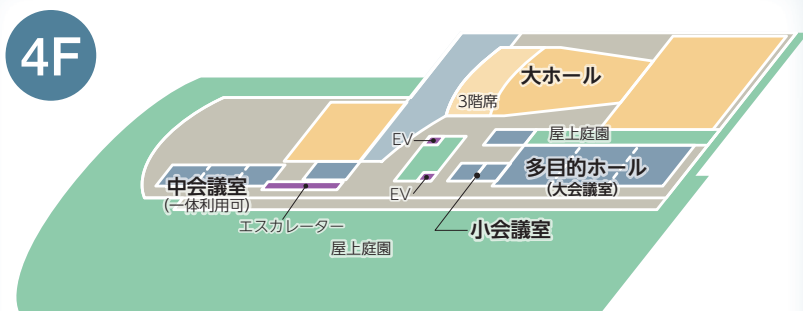 4F
大ホール
3階席
EV
屋上庭園
多目的ホール
(大会議室)
中会議室
(一体利用可)
EV
エスカレーター
小会議室
屋上庭園